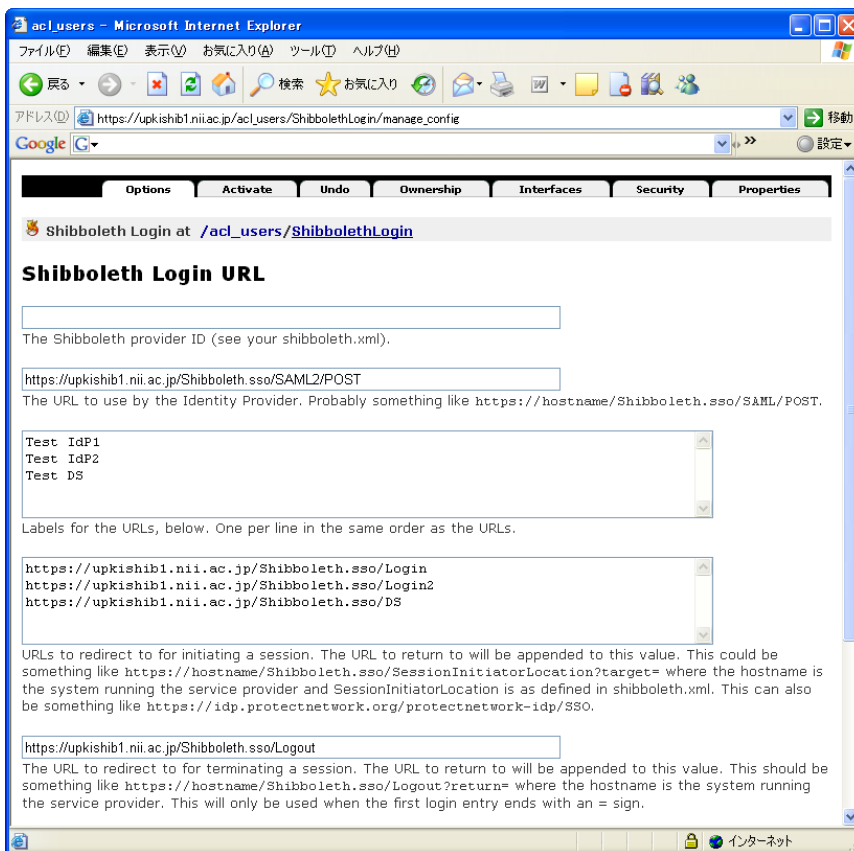 acl_users - Microsoft Internet Explorer
ファイル(F) 編集(E) 表示(V) お気に入り(A) ツール(T) ヘルプ(H)
戻る 検索 お気に入り
アドレス(D) https://upkishib1.nii.ac.jp/acl_users/ShibbolethLogin/manage_config 移動
Google G 設定
Options Activate Undo Ownership Interfaces Security Properties
Shibboleth Login at /acl_users/ShibbolethLogin
Shibboleth Login URL
The Shibboleth provider ID (see your shibboleth.xml).
https://upkishib1.nii.ac.jp/Shibboleth.sso/SAML2/POST
The URL to use by the Identity Provider. Probably something like https://hostname/Shibboleth.sso/SAML/POST.
Test IdP1
Test IdP2
Test DS
Labels for the URLs, below. One per line in the same order as the URLs.
https://upkishib1.nii.ac.jp/Shibboleth.sso/Login
https://upkishib1.nii.ac.jp/Shibboleth.sso/Login2
https://upkishib1.nii.ac.jp/Shibboleth.sso/DS
URLs to redirect to for initiating a session. The URL to return to will be appended to this value. This could be
something like https://hostname/Shibboleth.sso/SessionInitiatorLocation?target= where the hostname is
the system running the service provider and SessionInitiatorLocation is as defined in shibboleth.xml. This can also
be something like https://idp.protectnetwork.org/protectnetwork-idp/SSO.
https://upkishib1.nii.ac.jp/Shibboleth.sso/Logout
The URL to redirect to for terminating a session. The URL to return to will be appended to this value. This should be
something like https://hostname/Shibboleth.sso/Logout?return= where the hostname is the system running
the service provider. This will only be used when the first login entry ends with an = sign.
インターネット